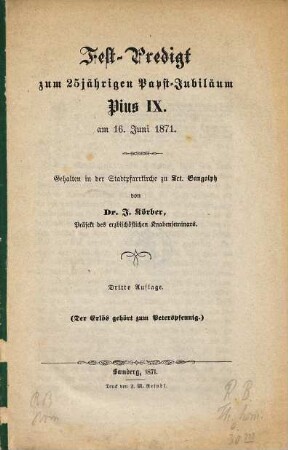 Fest-Predigt
zum 25jährigen Papst-Jubiläum
Pius IX.
am 16. Juni 1871.
Gehalten in der Stadtpfarrkirche zu Sct. Gangolph
von
Dr. J. Körber,
Präfekt des erzbischöflichen Knabenseminars.
Dritte Auflage.
(Der Erlös gehört zum Peterspfennig.)
Bamberg, 1871.
Druck von J. M. Reindl.
P. B.